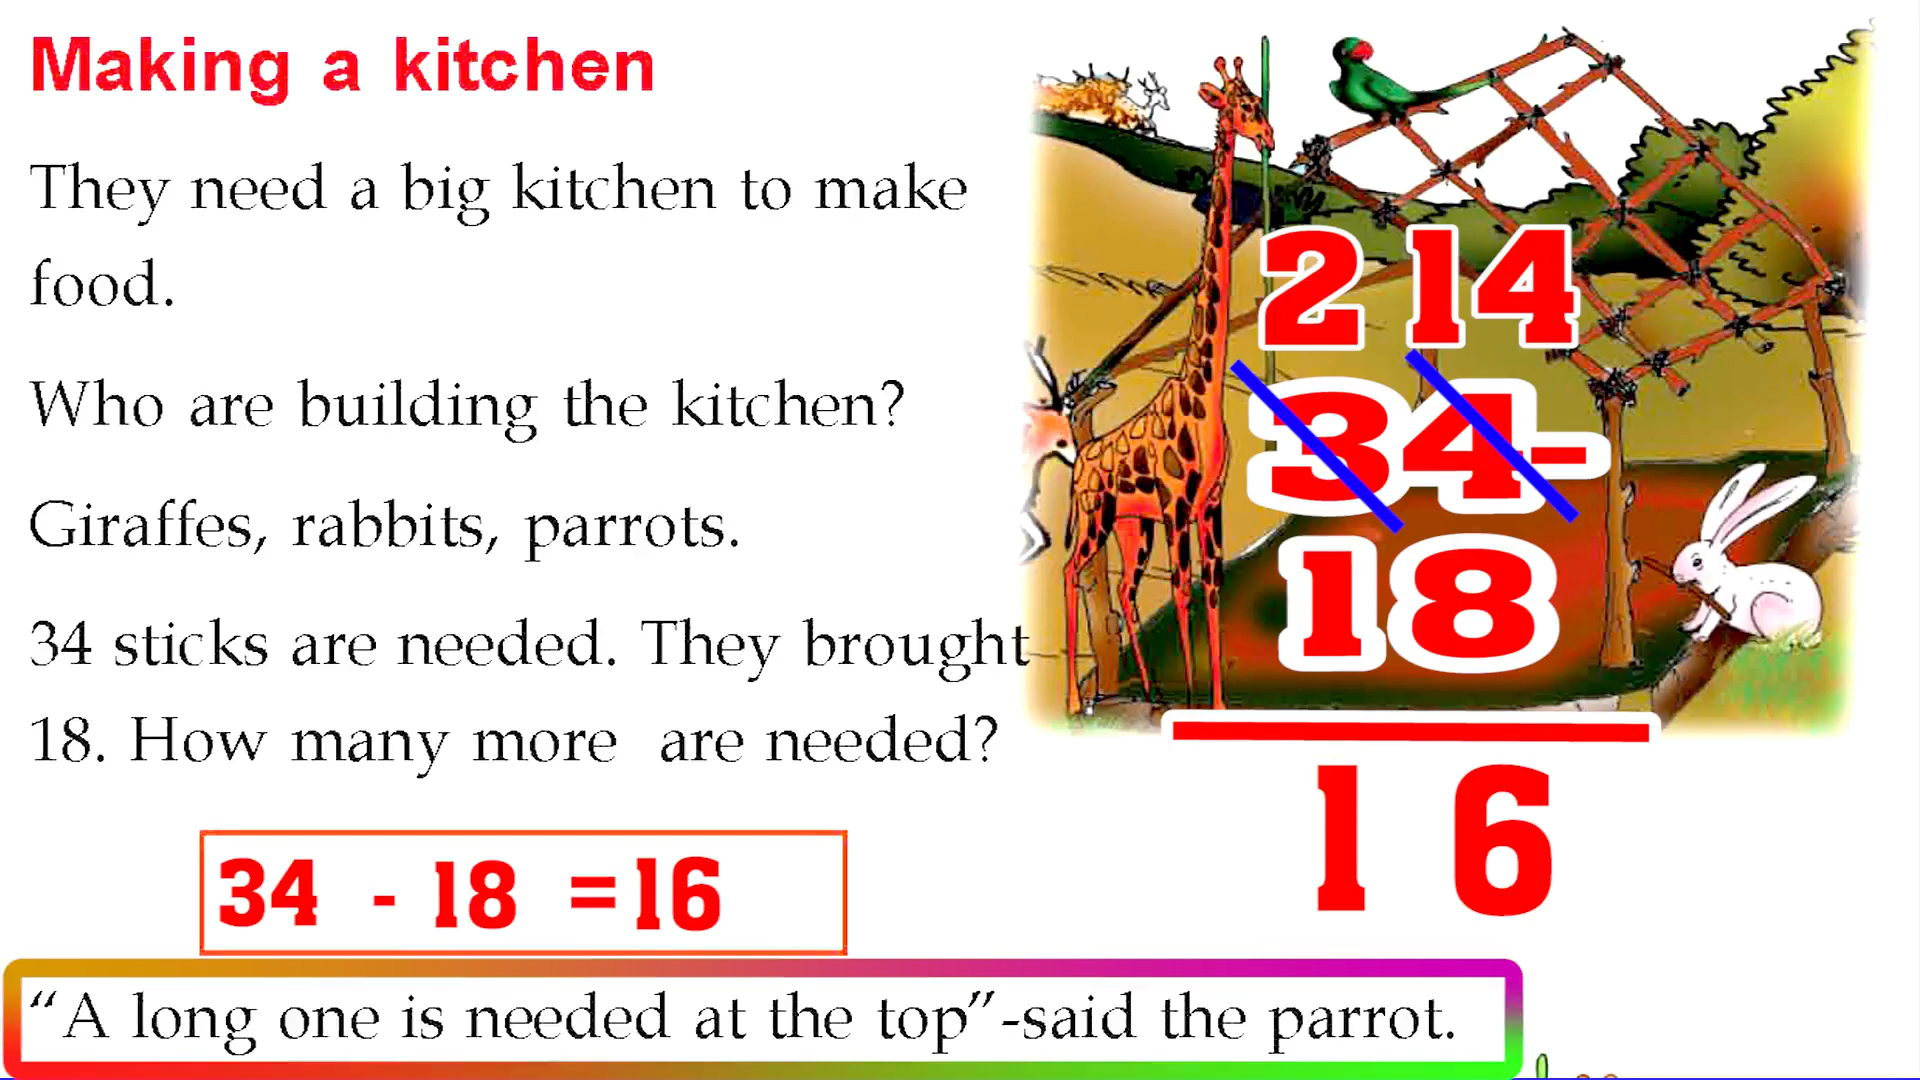 Making a kitchen
They need a big kitchen to make
food.
Who are building the kitchen?
Giraffes, rabbits, parrots.
34 sticks are needed. They brought
18. How many more are needed?
34 - 18 =16
“A long one is needed at the top”-said the parrot.
2 14
34-
18
1 6